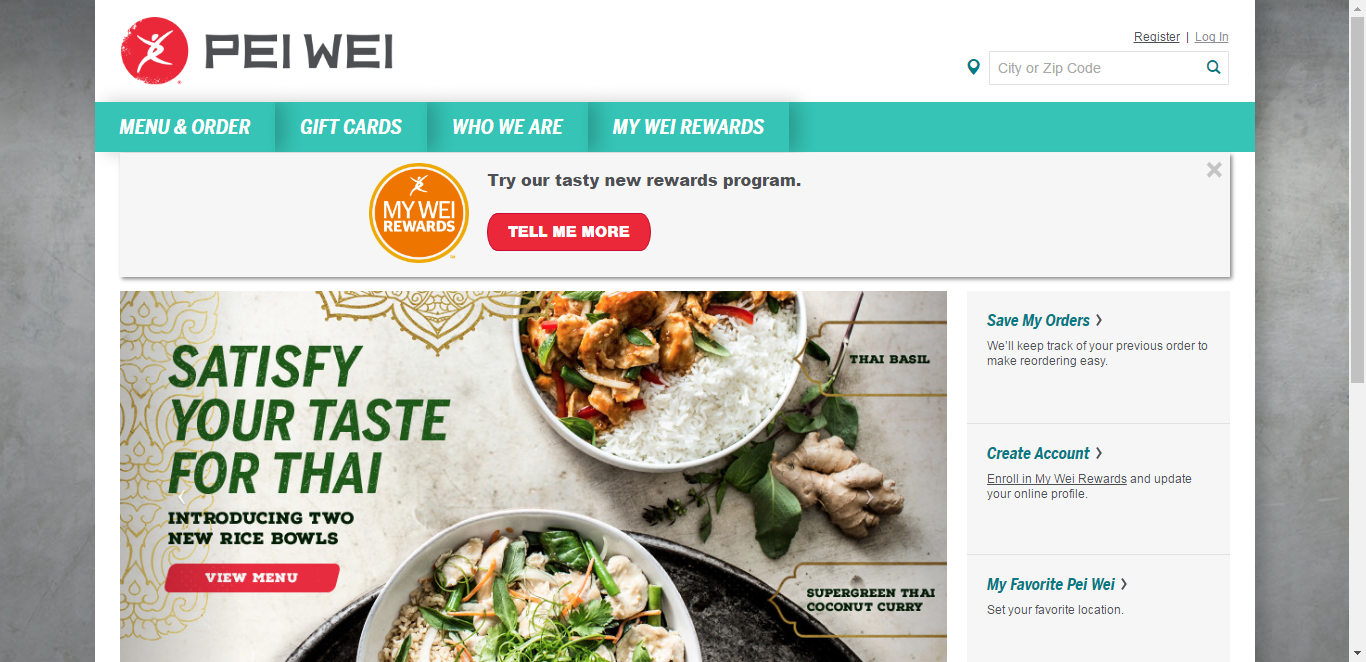 PEI WEI
Register | Log In
City or Zip Code
MENU & ORDER
GIFT CARDS
WHO WE ARE
MY WEI REWARDS
MY WEI
REWARDS
™
Try our tasty new rewards program.
TELL ME MORE
SATISFY
YOUR TASTE
FOR THAI
INTRODUCING TWO
NEW RICE BOWLS
VIEW MENU
THAI BASIL
SUPERGREEN THAI
COCONUT CURRY
Save My Orders
We'll keep track of your previous order to
make reordering easy.
Create Account
Enroll in My Wei Rewards and update
your online profile.
My Favorite Pei Wei
Set your favorite location.